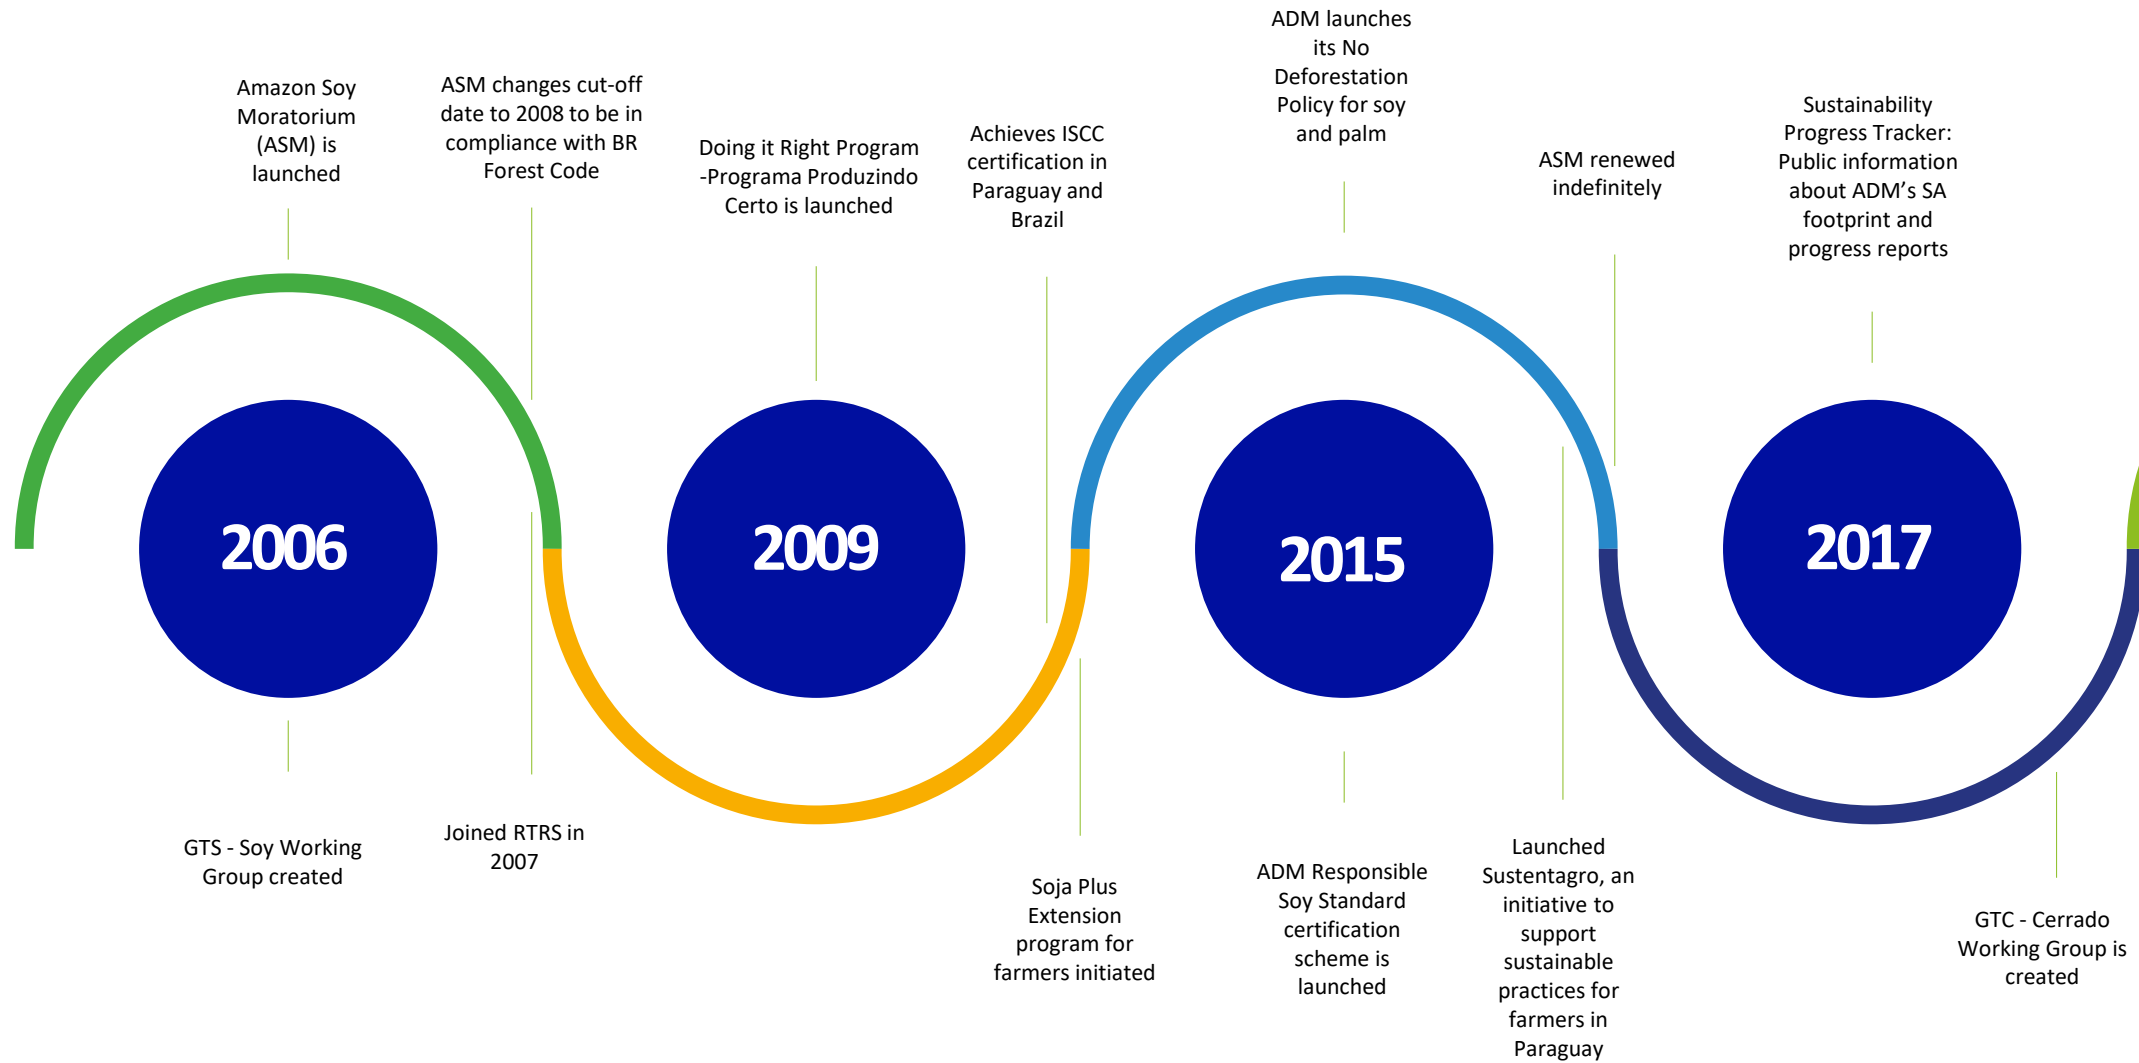 Amazon Soy
Moratorium
(ASM) is
launched
ASM changes cut-off
date to 2008 to be in
compliance with BR
Forest Code
Doing it Right Program
-Programa Produzindo
Certo is launched
Achieves ISCC
certification in
Paraguay and
Brazil
ADM launches
its No
Deforestation
Policy for soy
and palm
ASM renewed
indefinitely
Sustainability
Progress Tracker:
Public information
about ADM’s SA
footprint and
progress reports
2006
2009
2015
2017
GTS - Soy Working
Group created
Joined RTRS in
2007
Soja Plus
Extension
program for
farmers initiated
ADM Responsible
Soy Standard
certification
scheme is
launched
Launched
Sustentagro, an
initiative to
support
sustainable
practices for
farmers in
Paraguay
GTC - Cerrado
Working Group is
created